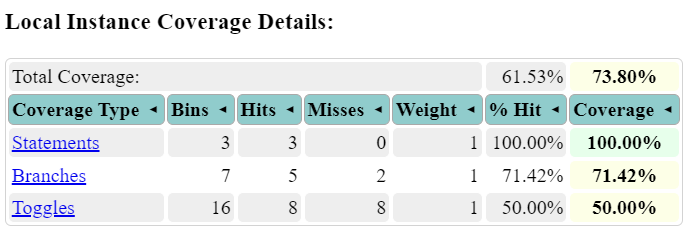 Local Instance Coverage Details:
Total Coverage: 61.53% 73.80%
Coverage Type ◄ Bins ◄ Hits ◄ Misses ◄ Weight ◄ % Hit ◄ Coverage ◄
Statements 3 3 0 1 100.00% 100.00%
Branches 7 5 2 1 71.42% 71.42%
Toggles 16 8 8 1 50.00% 50.00%